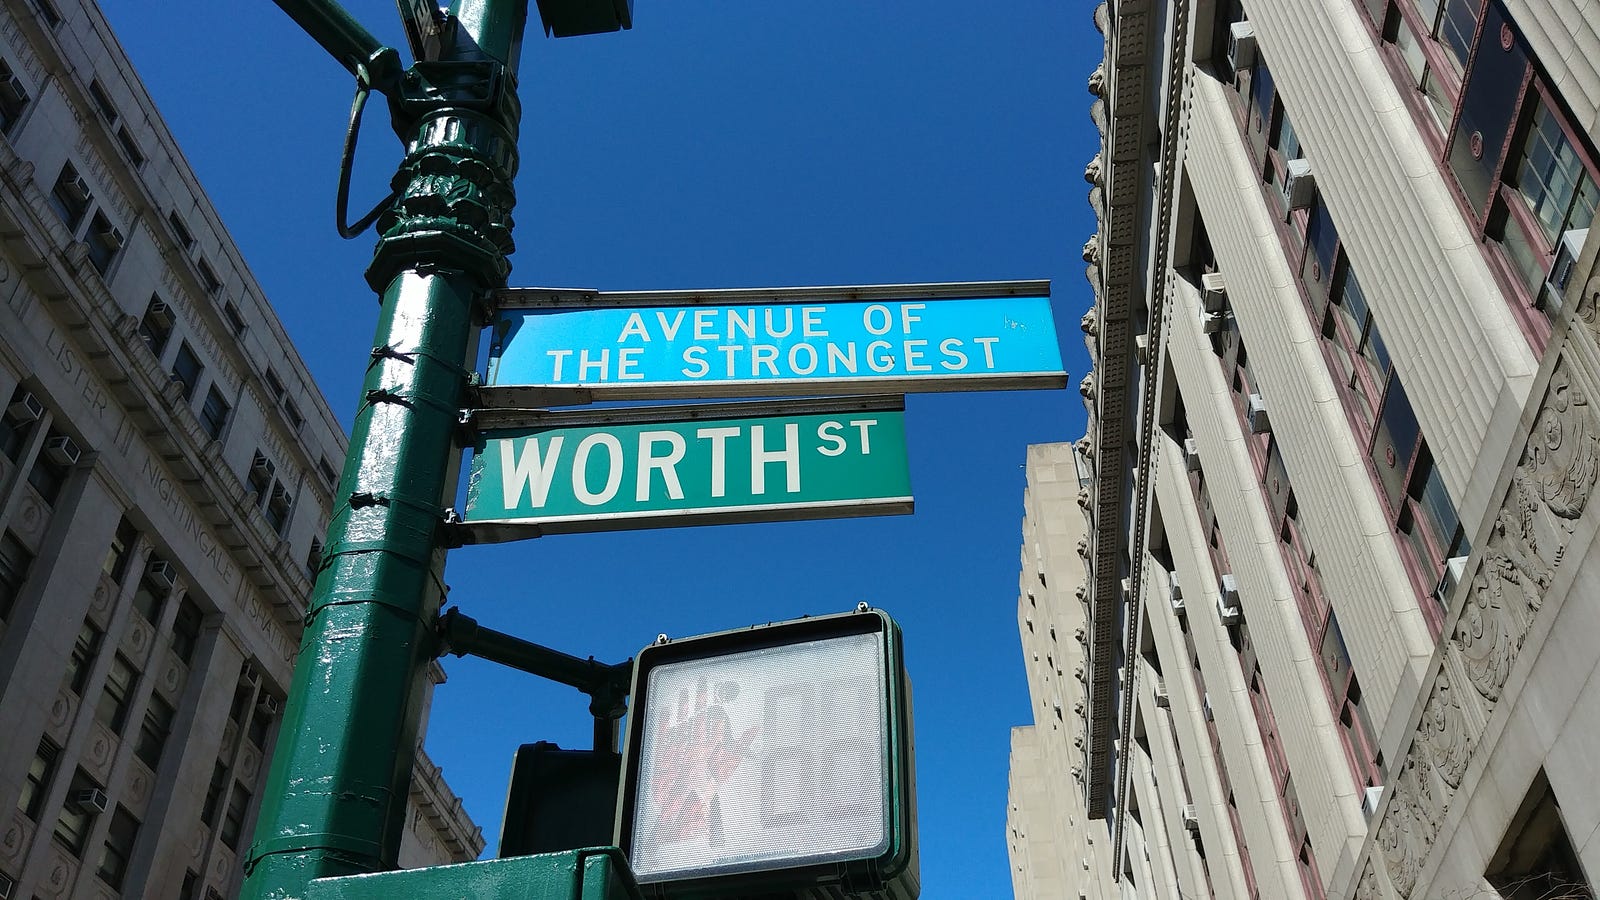 AVENUE OF
THE STRONGEST
WORTH ST
LISTER
NIGHTINGALE